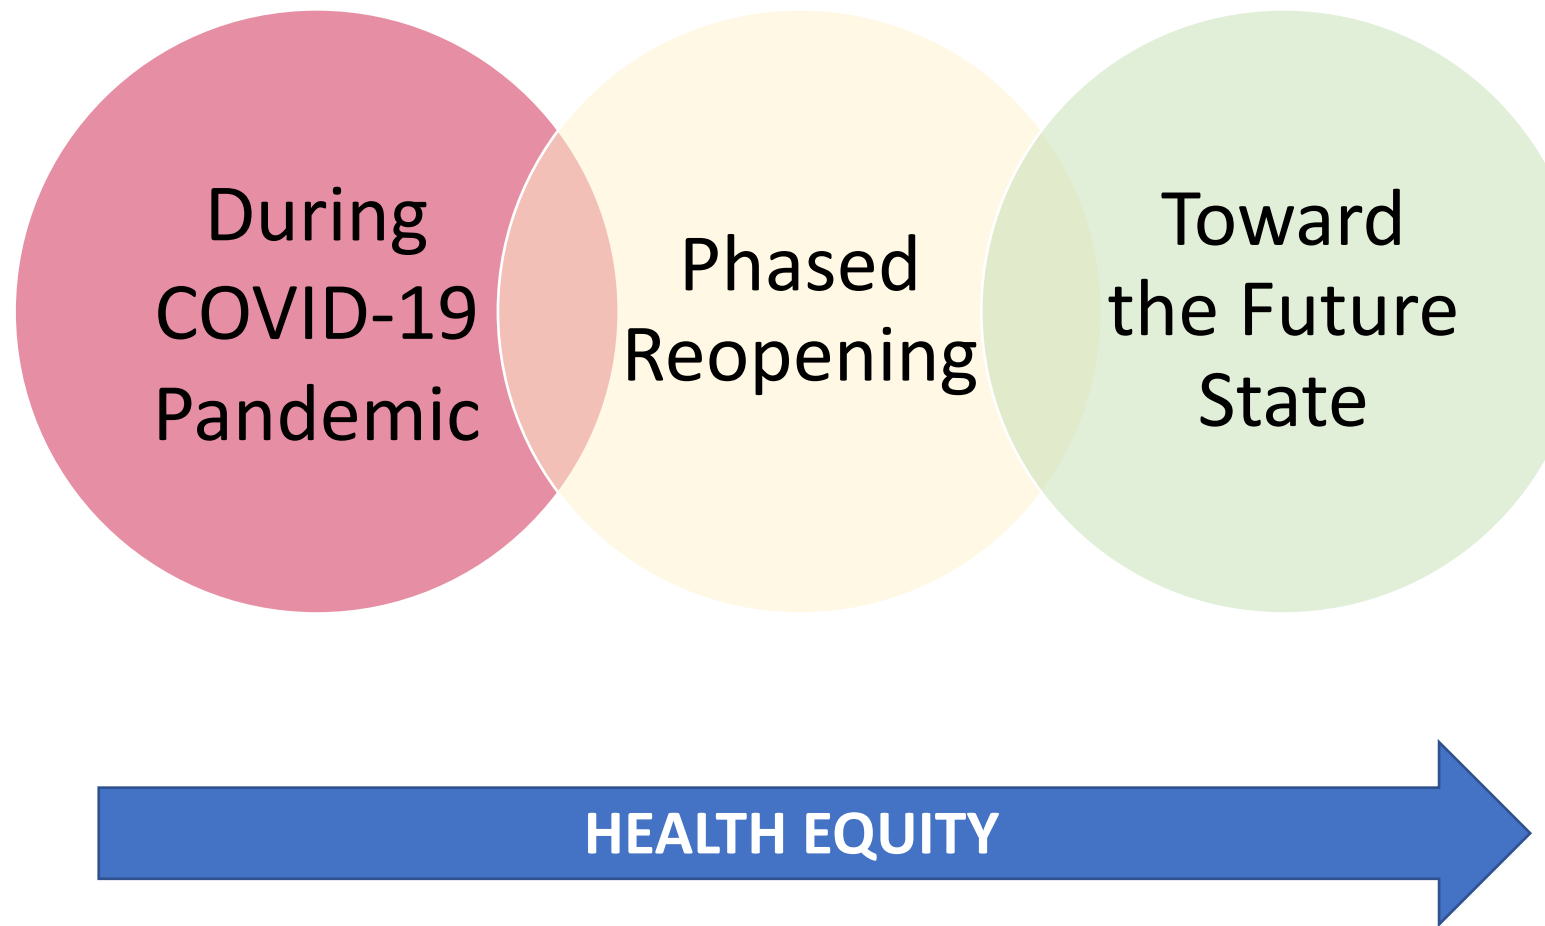 During
COVID-19
Pandemic
Phased
Reopening
Toward
the Future
State
HEALTH EQUITY